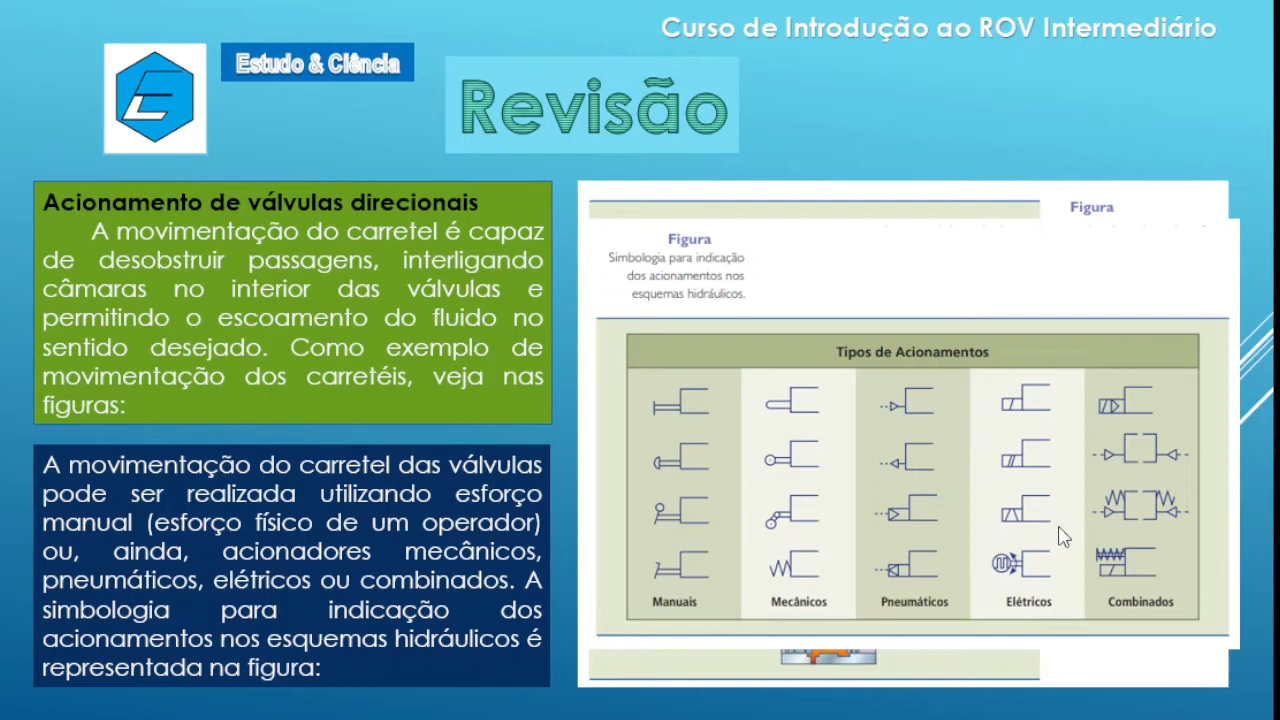 Curso de Introdução ao ROV Intermediário
Estudo & Ciência
Revisão
Acionamento de válvulas direcionais
A movimentação do carretel é capaz
de desobstruir passagens, interligando
câmaras no interior das válvulas e
permitindo o escoamento do fluido no
sentido desejado. Como exemplo de
movimentação dos carretéis, veja nas
figuras:
A movimentação do carretel das válvulas
pode ser realizada utilizando esforço
manual (esforço físico de um operador)
ou, ainda, acionadores mecânicos,
pneumáticos, elétricos ou combinados. A
simbologia para indicação dos
acionamentos nos esquemas hidráulicos é
representada na figura:
Figura
Figura
Simbologia para indicação
dos acionamentos nos
esquemas hidráulicos.
Tipos de Acionamentos
Manuais Mecânicos Pneumáticos Elétricos Combinados